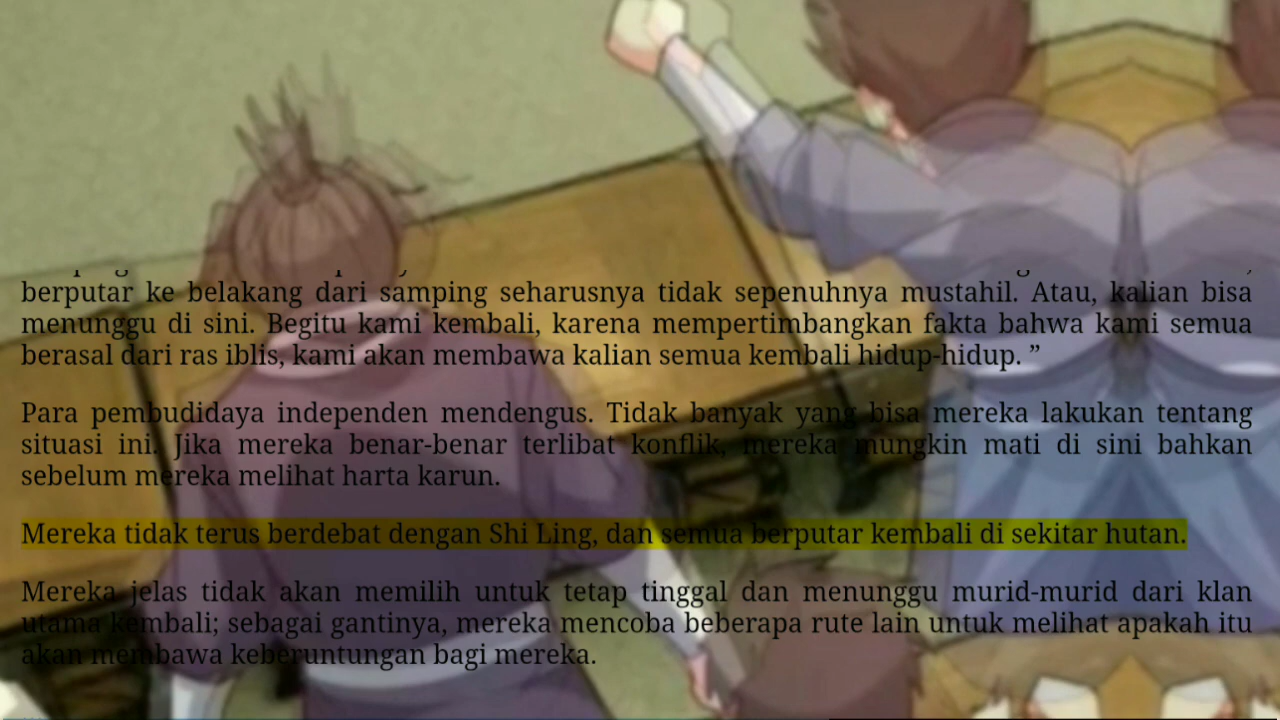 berputar ke belakang dari samping seharusnya tidak sepenuhnya mustahil. Atau, kalian bisa
menunggu di sini. Begitu kami kembali, karena mempertimbangkan fakta bahwa kami semua
berasal dari ras iblis, kami akan membawa kalian semua kembali hidup-hidup. ”
Para pembudidaya independen mendengus. Tidak banyak yang bisa mereka lakukan tentang
situasi ini. Jika mereka benar-benar terlibat konflik, mereka mungkin mati di sini bahkan
sebelum mereka melihat harta karun.
Mereka tidak terus berdebat dengan Shi Ling, dan semua berputar kembali di sekitar hutan.
Mereka jelas tidak akan memilih untuk tetap tinggal dan menunggu murid-murid dari klan
utama kembali; sebagai gantinya, mereka mencoba beberapa rute lain untuk melihat apakah itu
akan membawa keberuntungan bagi mereka.